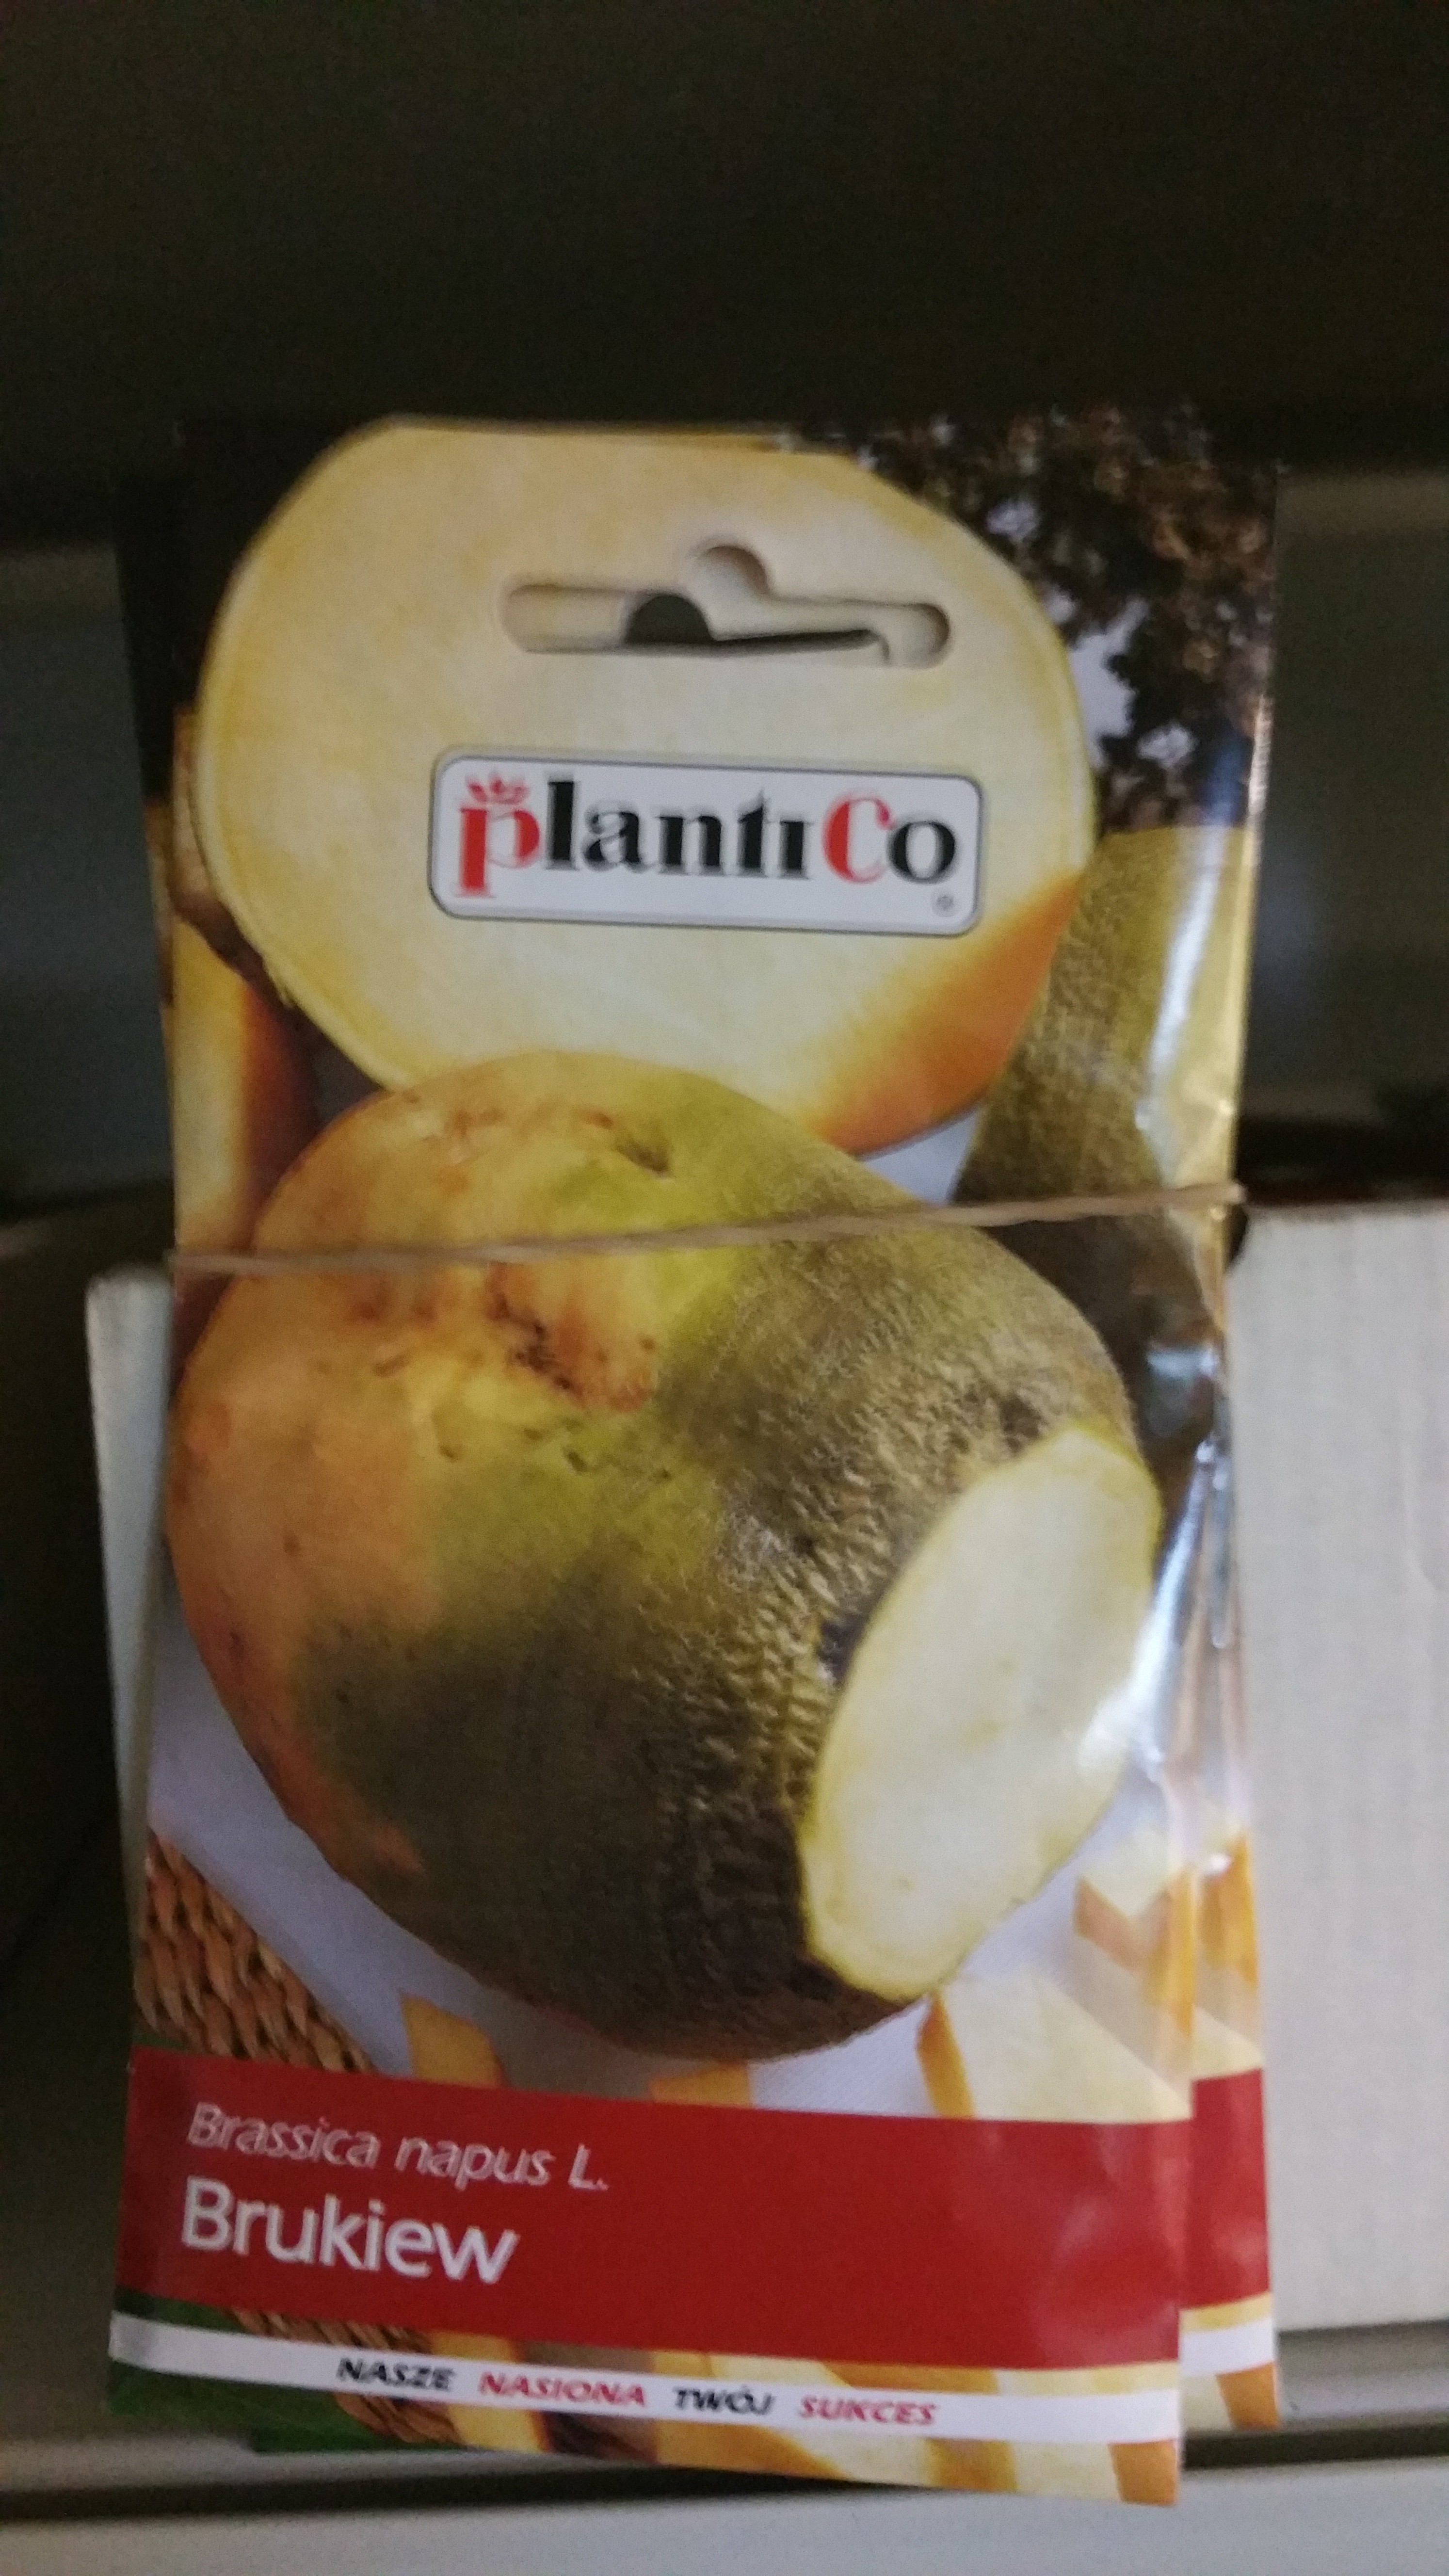 plantiCo
®
Brassica napus L.
Brukiew
NASZE NASIONA TWÓJ SUKCES